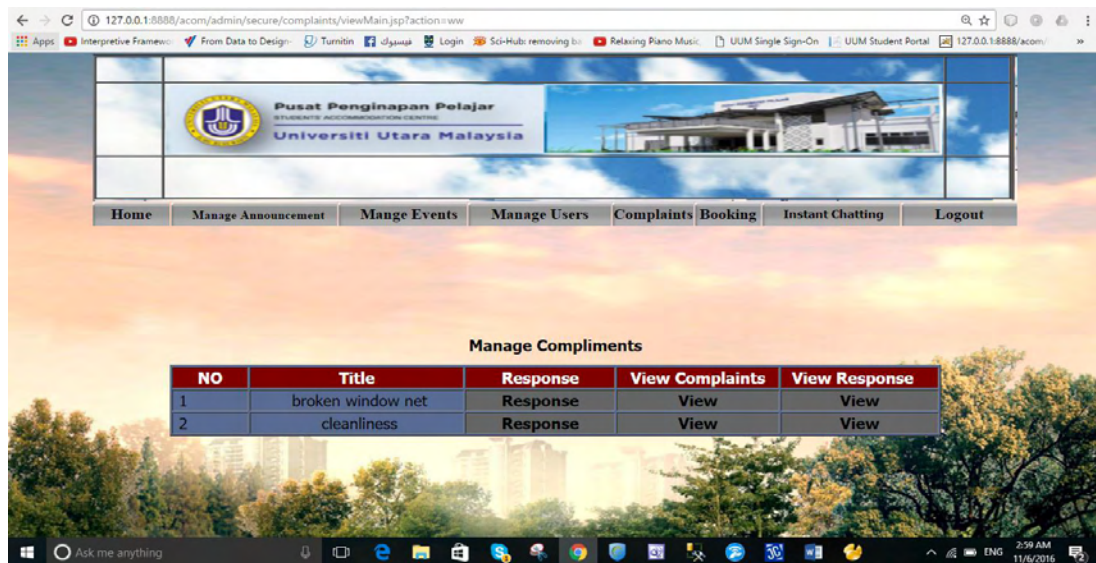 127.0.0.1:8888/acom/admin/secure/complaints/viewMain.jsp?action=ww
Apps Interpretive Framewo From Data to Design- Turnitin فيسبوك Login Sci-Hub: removing ba Relaxing Piano Music, UUM Single Sign-On UUM Student Portal 127.0.0.1:8888/acom/ »
Pusat Penginapan Pelajar
STUDENTS ACCOMMODATION CENTRE
Universiti Utara Malaysia
Home Manage Announcement Mange Events Manage Users Complaints Booking Instant Chatting Logout
Manage Compliments
NO Title Response View Complaints View Response
1 broken window net Response View View
2 cleanliness Response View View
Ask me anything ENG 2:59 AM
11/6/2016